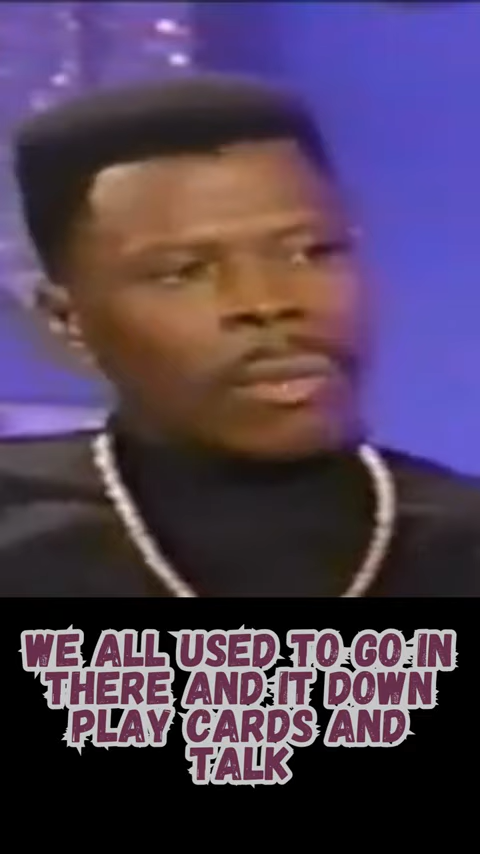 WE ALL USED TO GO IN
THERE AND IT DOWN
PLAY CARDS AND
TALK